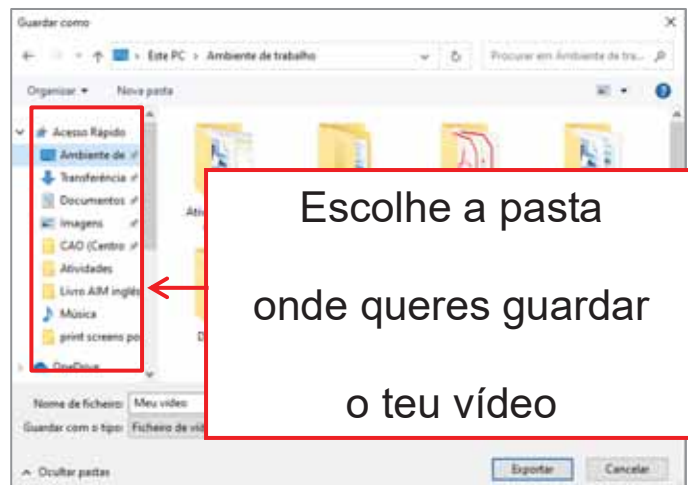 Guardar como
Este PC > Ambiente de trabalho
Procurar em Ambiente de tra...
Organizar
Nova pasta
Acesso Rápido
Ambiente de
Transferência
Documentos
Imagens
CAO (Centro
Atividades
Livro AIM inglês
Música
print screens po
OneDrive
Escolhe a pasta
onde queres guardar
o teu vídeo
Nome de ficheiro: Meu vídeo
Guardar com o tipo: Ficheiro de
Ocultar pastas
Exportar
Cancelar